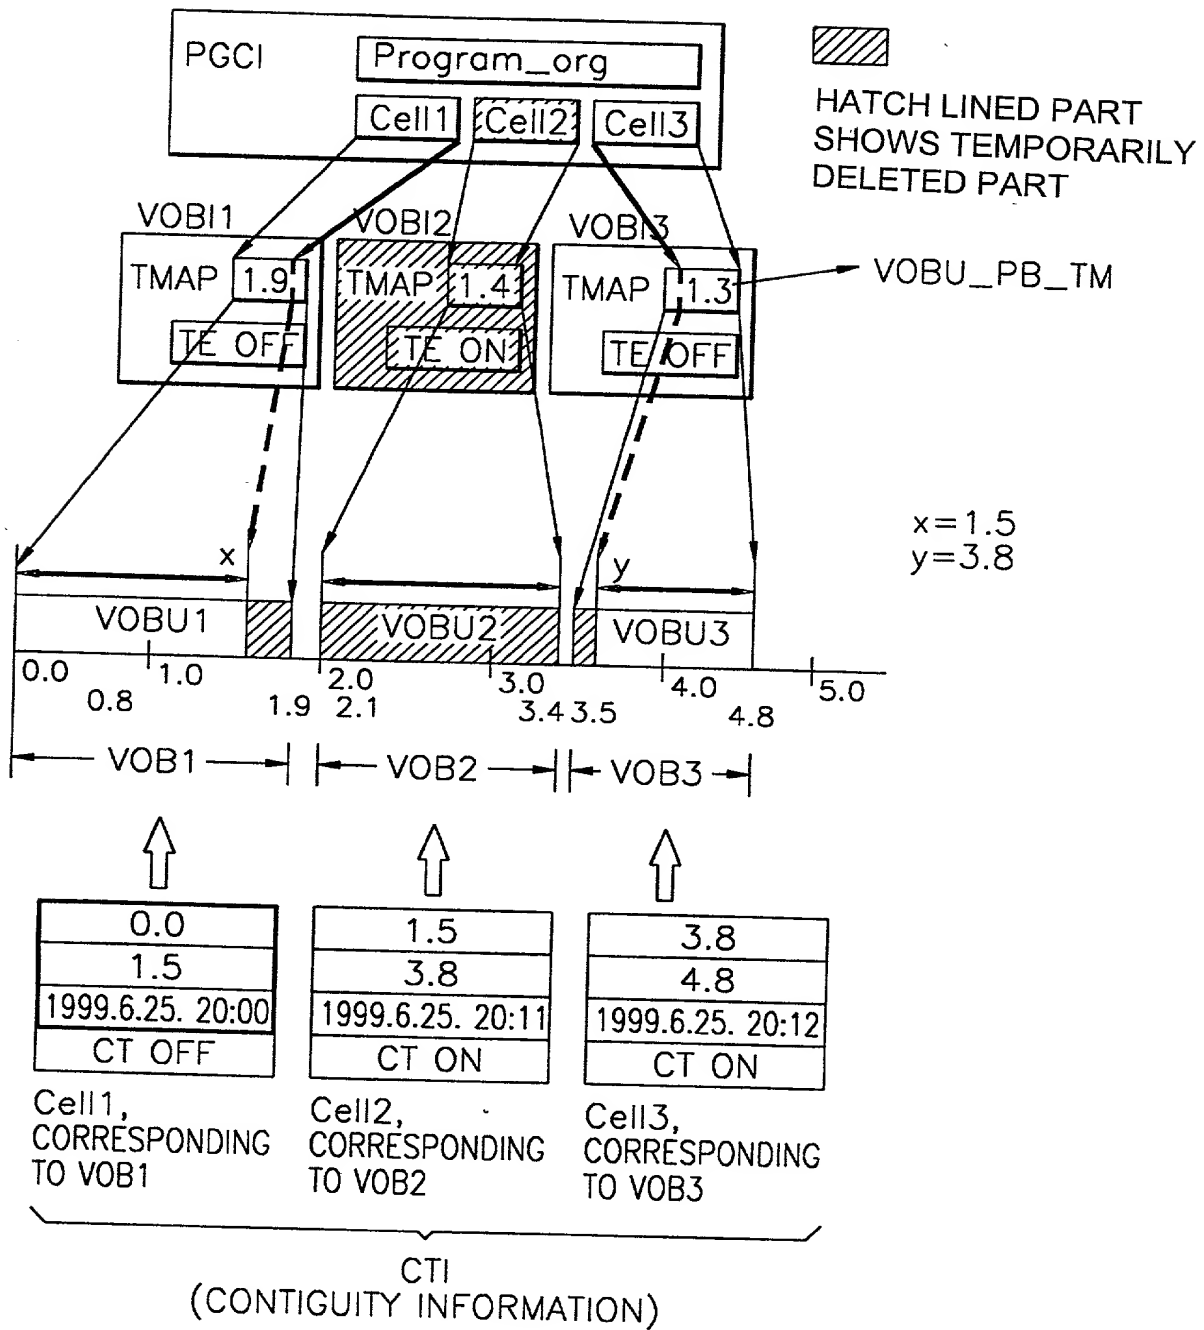 PGCI
Program_org
Cell1 Cell2 Cell3
HATCH LINED PART
SHOWS TEMPORARILY
DELETED PART
VOBI1 VOBI2 VOBI3
TMAP 1.9 TMAP 1.4 TMAP 1.3
VOBU_PB_TM
TE OFF TE ON TE OFF
x=1.5
y=3.8
x y
VOBU1 VOBU2 VOBU3
0.0 1.0 2.0 3.0 4.0 5.0
0.8 1.9 2.1 3.4 3.5 4.8
VOB1 VOB2 VOB3
0.0 1.5 3.8
1.5 3.8 4.8
1999.6.25. 20:00 1999.6.25. 20:11 1999.6.25. 20:12
CT OFF CT ON CT ON
Cell1,
CORRESPONDING
TO VOB1
Cell2,
CORRESPONDING
TO VOB2
Cell3,
CORRESPONDING
TO VOB3
CTI
(CONTIGUITY INFORMATION)